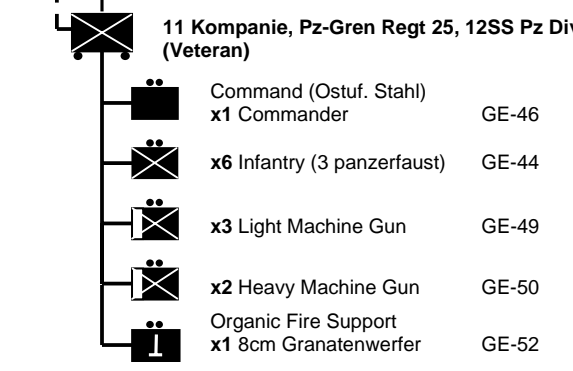 11 Kompanie, Pz-Gren Regt 25, 12SS Pz Div
(Veteran)
Command (Ostuf. Stahl)
x1 Commander GE-46
x6 Infantry (3 panzerfaust) GE-44
x3 Light Machine Gun GE-49
x2 Heavy Machine Gun GE-50
Organic Fire Support
x1 8cm Granatenwerfer GE-52